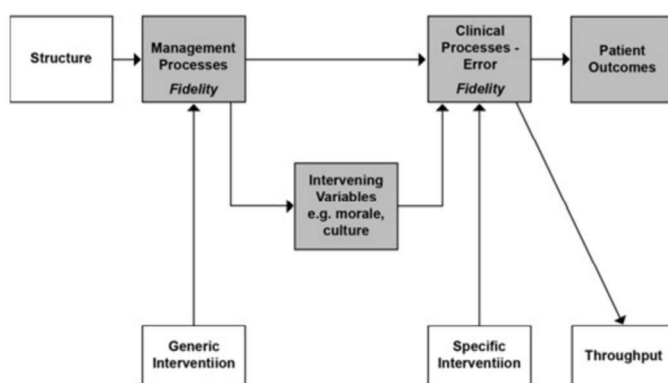 Structure
Management
Processes
Fidelity
Clinical
Processes -
Error
Fidelity
Patient
Outcomes
Intervening
Variables
e.g. morale,
culture
Generic
Interventiion
Specific
Interventiion
Throughput